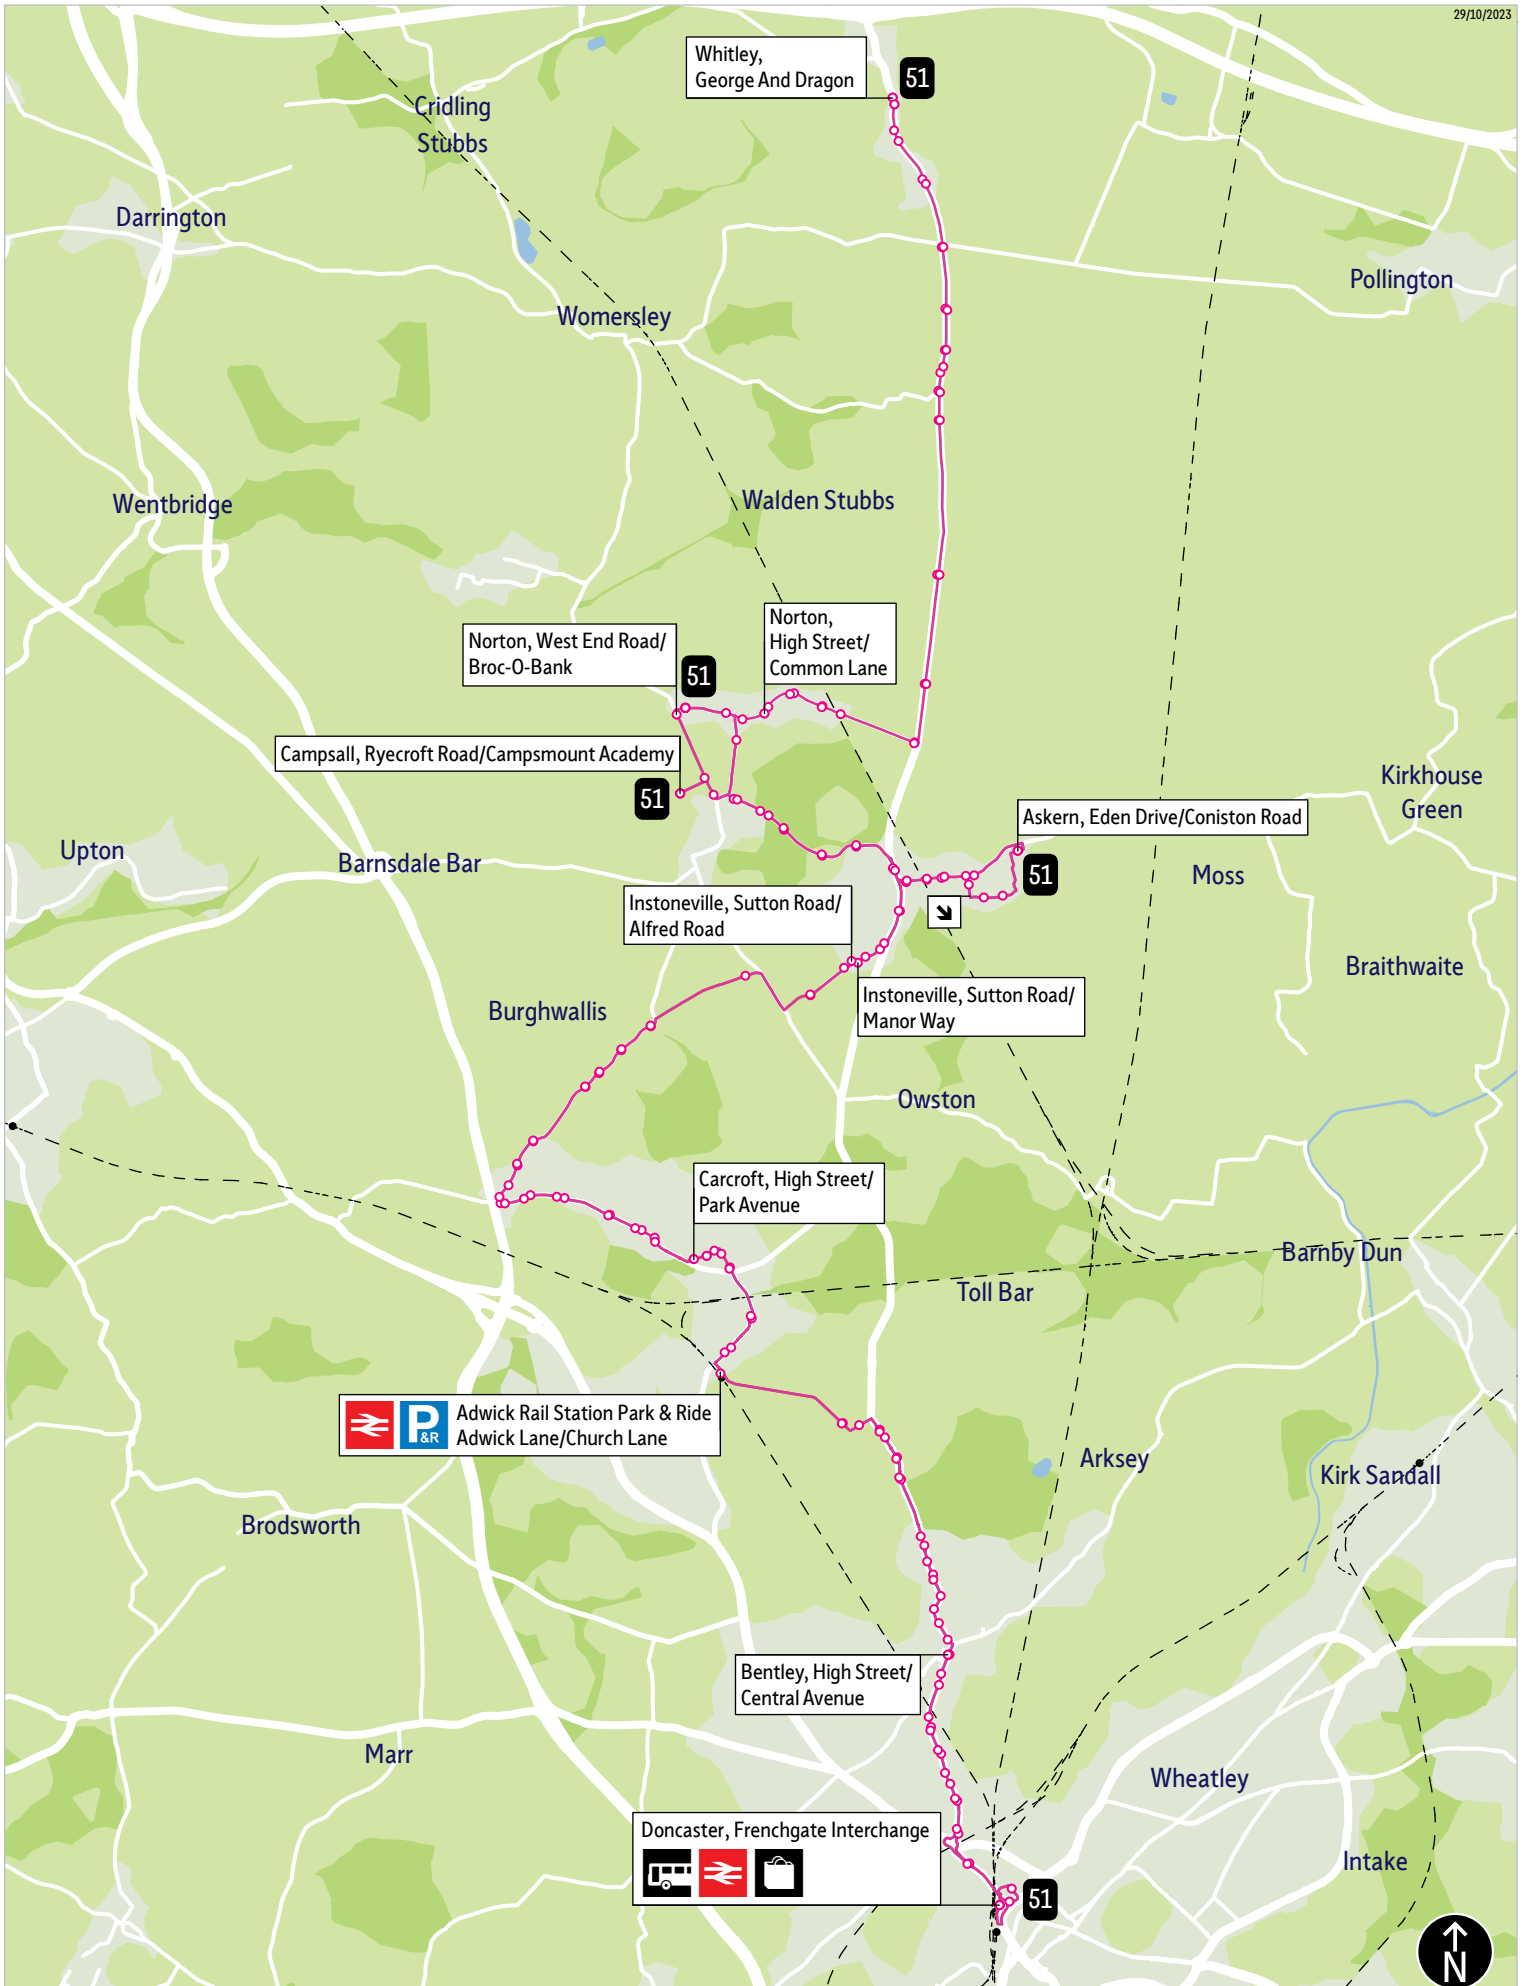 29/10/2023
Whitley,
George And Dragon
51
Cridling
Stubbs
Darrington
Pollington
Womersley
Wentbridge
Walden Stubbs
Norton,
High Street/
Common Lane
Norton, West End Road/
Broc-O-Bank
51
Campsall, Ryecroft Road/Campsmount Academy
51
Kirkhouse
Green
Askern, Eden Drive/Coniston Road
51
Upton
Barnsdale Bar
Moss
Instoneville, Sutton Road/
Alfred Road
Braithwaite
Instoneville, Sutton Road/
Manor Way
Burghwallis
Owston
Carcroft, High Street/
Park Avenue
Barnby Dun
Toll Bar
P
&R
Adwick Rail Station Park & Ride
Adwick Lane/Church Lane
Arksey
Kirk Sandall
Brodsworth
Bentley, High Street/
Central Avenue
Marr
Wheatley
Doncaster, Frenchgate Interchange
Intake
51
N